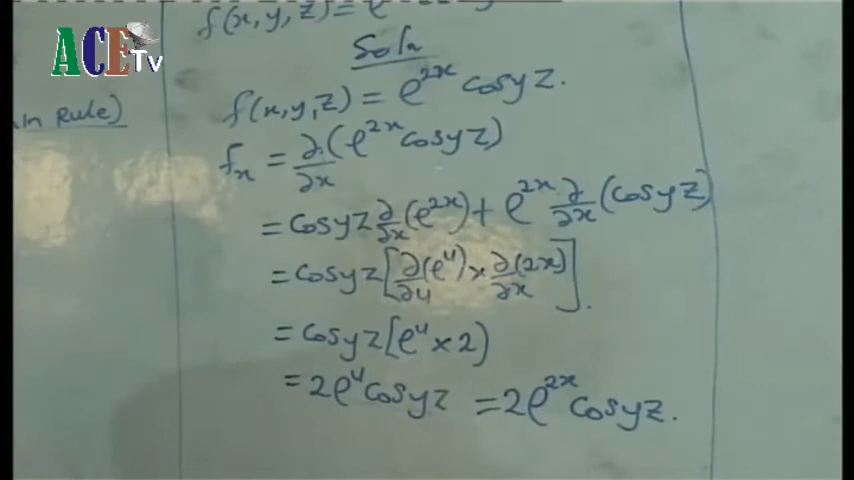 ACE TV
f(x,y,z) = e
Soln
f(x,y,z) = e^2x cosyz.
Rule)
fx = ∂/∂x (e^2x cosyz)
= cosyz ∂/∂x (e^2x) + e^2x ∂/∂x (cosyz)
= cosyz [∂(e^u)/∂u × ∂(2x)/∂x].
= cosyz [e^u × 2]
= 2e^u cosyz = 2e^2x cosyz.